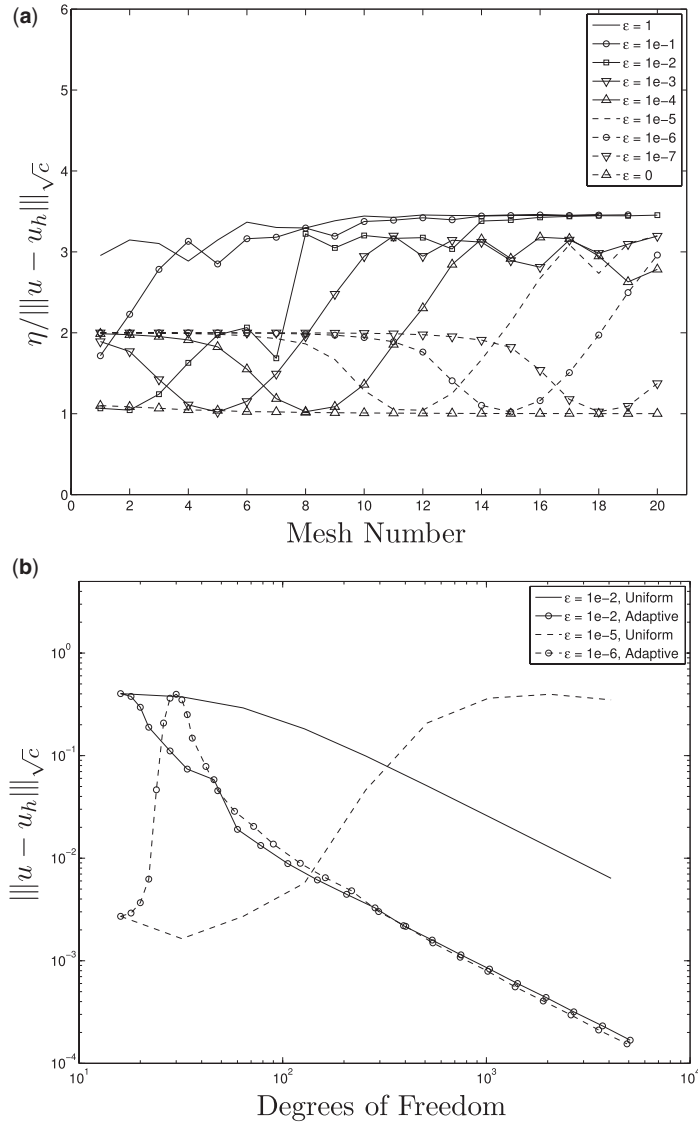 (a)
6
5
4
3
2
1
0
η/||||u − u_h||||√c
0 2 4 6 8 10 12 14 16 18 20
Mesh Number
ε = 1
ε = 1e−1
ε = 1e−2
ε = 1e−3
ε = 1e−4
ε = 1e−5
ε = 1e−6
ε = 1e−7
ε = 0
(b)
10^0
10^−1
10^−2
10^−3
10^−4
||||u − u_h||||√c
10^1 10^2 10^3 10^4
Degrees of Freedom
ε = 1e−2, Uniform
ε = 1e−2, Adaptive
ε = 1e−5, Uniform
ε = 1e−6, Adaptive